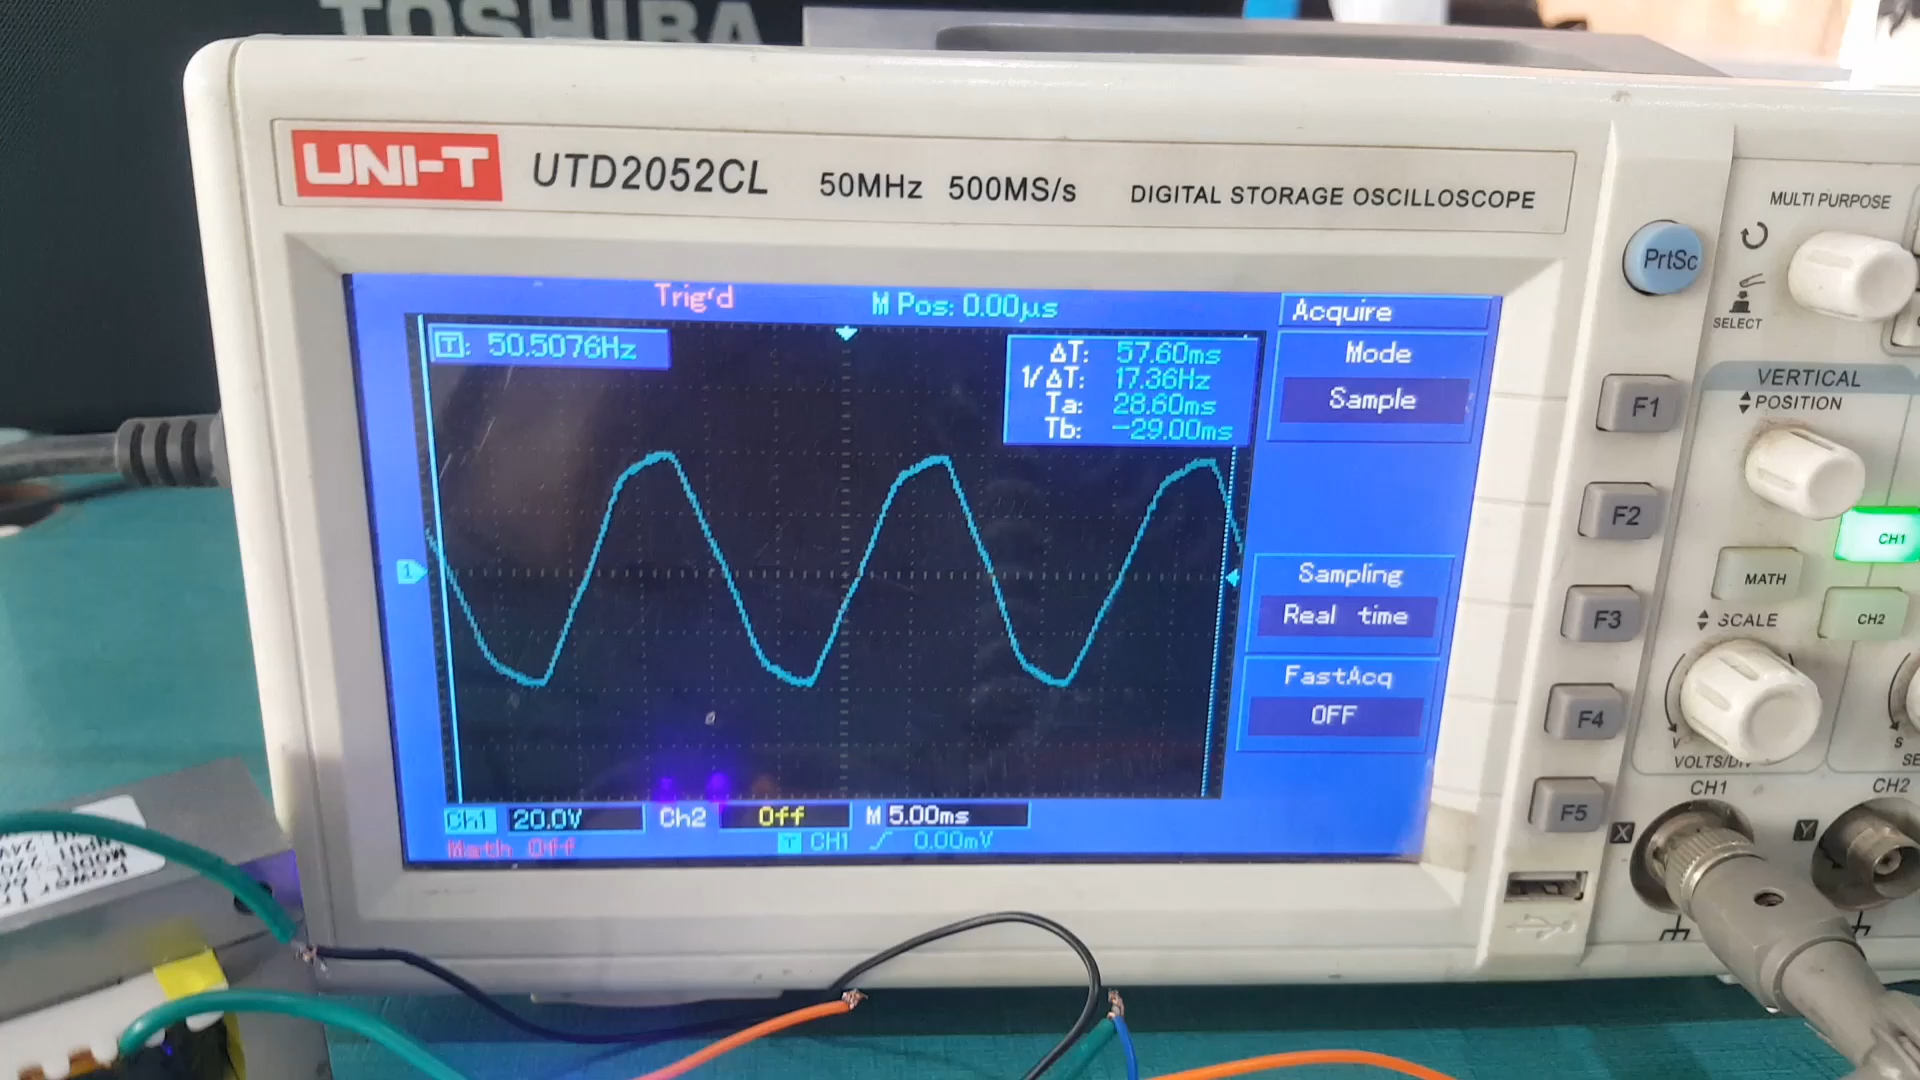 TOSHIBA
UNI-T UTD2052CL 50MHz 500MS/s DIGITAL STORAGE OSCILLOSCOPE
MULTI PURPOSE
PrtSc
SELECT
Trig'd M Pos: 0.00μs Acquire
T: 50.5076Hz
ΔT: 57.60ms
1/ΔT: 17.36Hz
Ta: 28.60ms
Tb: -29.00ms
Mode
Sample
Sampling
Real time
FastAcq
OFF
1
Ch1 20.0V Ch2 Off M 5.00ms
Math Off T CH1 0.00mV
F1
F2
F3
F4
F5
VERTICAL
POSITION
CH1
MATH
CH2
SCALE
V
VOLTS/DIV
S
CH1
CH2
X
Y